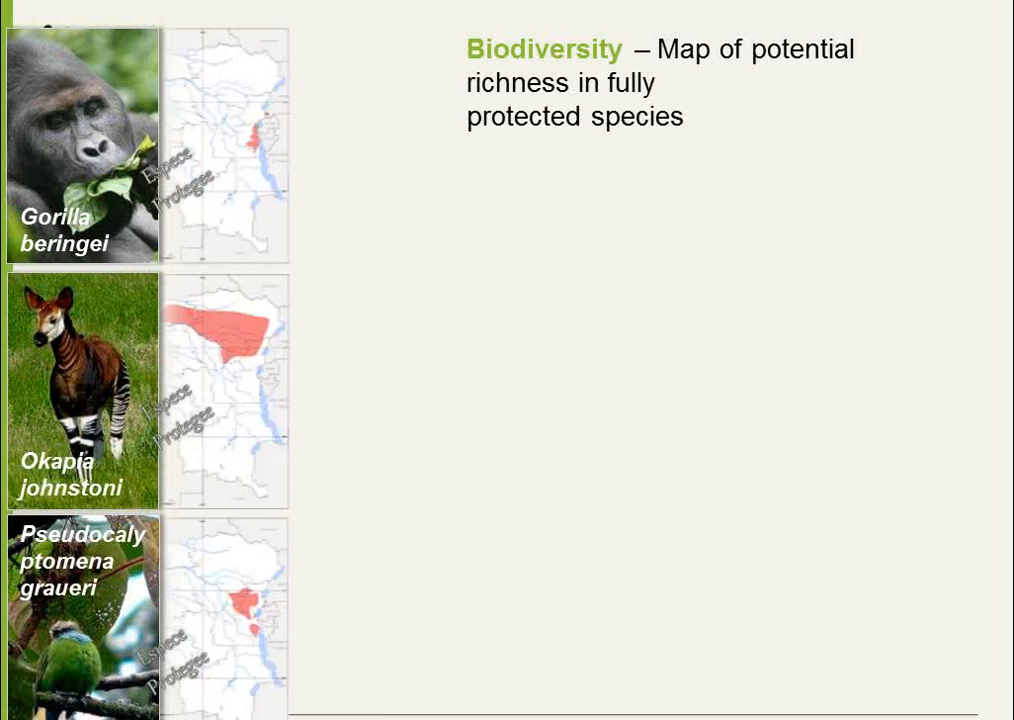 Biodiversity – Map of potential
richness in fully
protected species
Gorilla
beringei
Espece
Protegee
Okapia
johnstoni
Espece
Protegee
Pseudocaly
ptomena
graueri
Espece
Protegee